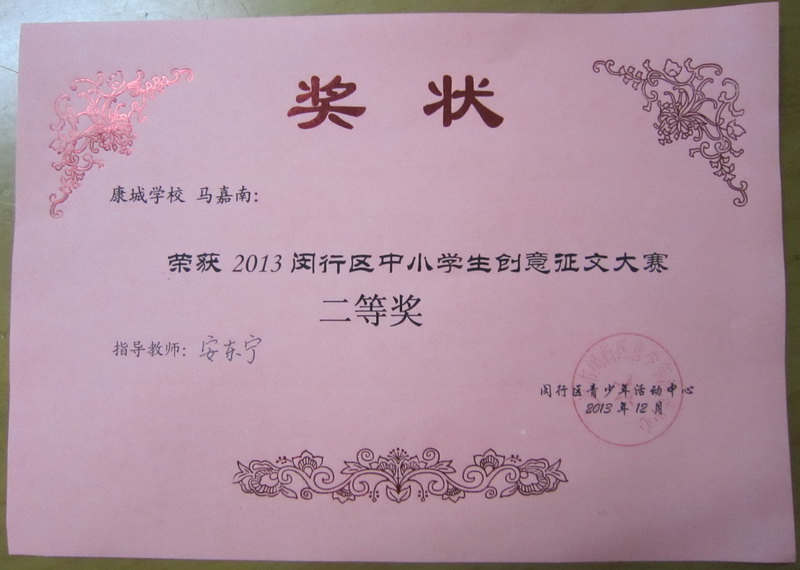 奖 状
康城学校 马嘉南:
荣获 2013 闵行区中小学生创意征文大赛
二等奖
指导教师: 安东宁
闵行区青少年活动中心
2013 年 12 月